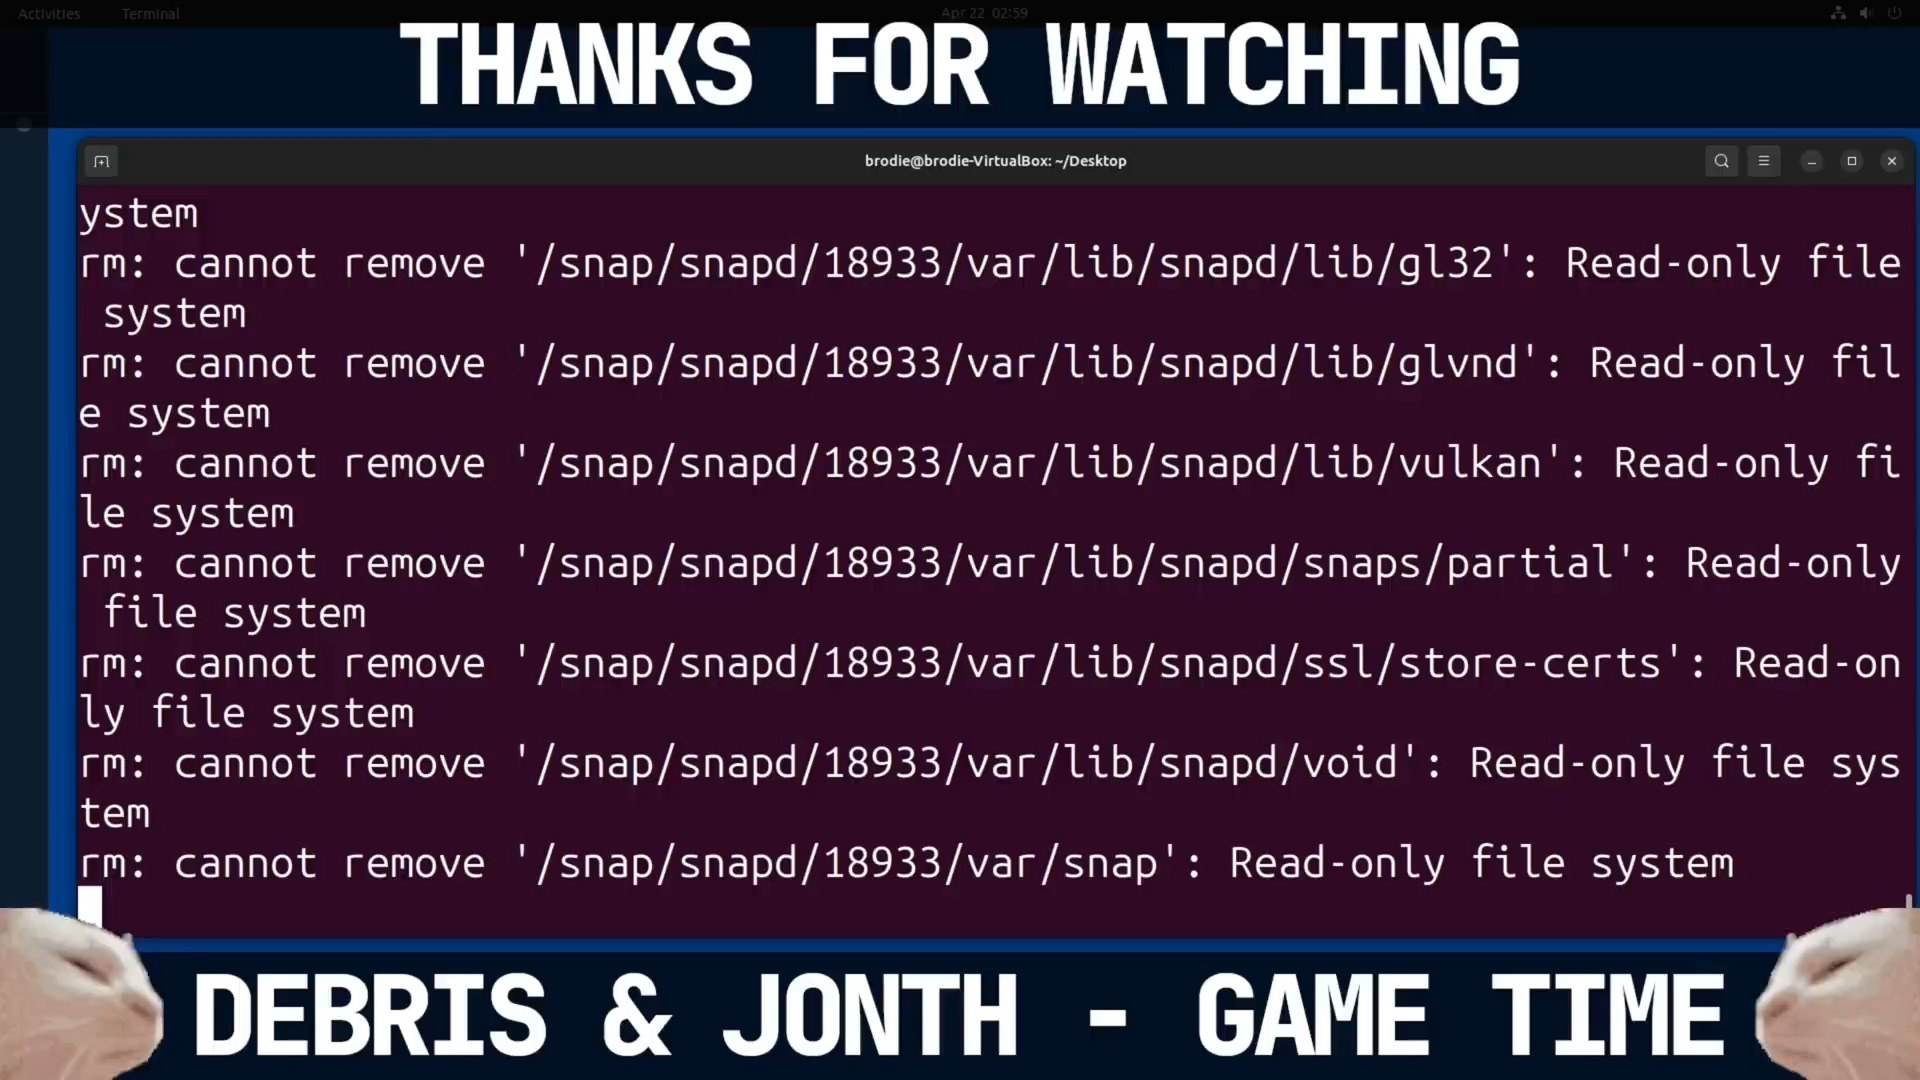 Activities Terminal Apr 22 02:59
THANKS FOR WATCHING
brodie@brodie-VirtualBox: ~/Desktop
ystem
rm: cannot remove '/snap/snapd/18933/var/lib/snapd/lib/gl32': Read-only file
 system
rm: cannot remove '/snap/snapd/18933/var/lib/snapd/lib/glvnd': Read-only fil
e system
rm: cannot remove '/snap/snapd/18933/var/lib/snapd/lib/vulkan': Read-only fi
le system
rm: cannot remove '/snap/snapd/18933/var/lib/snapd/snaps/partial': Read-only
 file system
rm: cannot remove '/snap/snapd/18933/var/lib/snapd/ssl/store-certs': Read-on
ly file system
rm: cannot remove '/snap/snapd/18933/var/lib/snapd/void': Read-only file sys
tem
rm: cannot remove '/snap/snapd/18933/var/snap': Read-only file system
DEBRIS & JONTH - GAME TIME